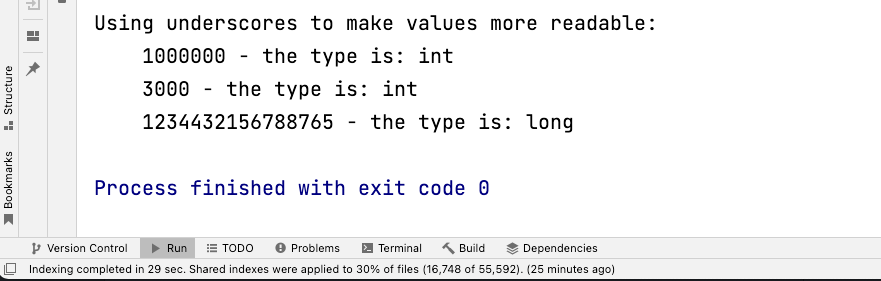 Using underscores to make values more readable:
1000000 - the type is: int
3000 - the type is: int
1234432156788765 - the type is: long
Process finished with exit code 0
Structure
Bookmarks
Version Control Run TODO Problems Terminal Build Dependencies
Indexing completed in 29 sec. Shared indexes were applied to 30% of files (16,748 of 55,592). (25 minutes ago)